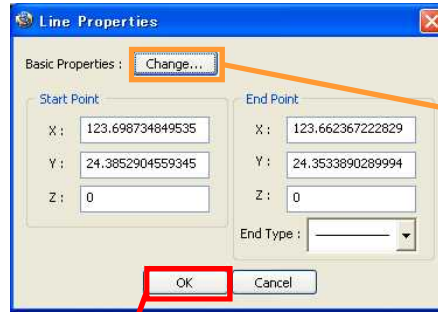 Line Properties
Basic Properties : Change...
Start Point
X : 123.698734849535
Y : 24.3852904559345
Z : 0
End Point
X : 123.662367222829
Y : 24.3533890289994
Z : 0
End Type :
OK Cancel